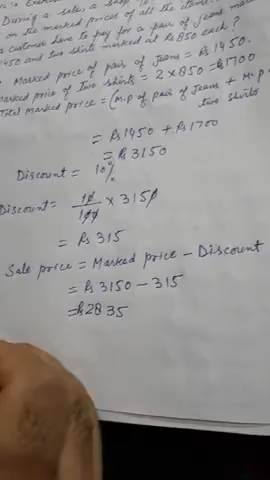 During a sale, a shop
on the marked prices of all the items.
customer have to pay for a pair of jeans
1450 and two shirts marked at Rs 850 each?
Marked price of pair of jeans = Rs 1450.
Marked price of two shirts = 2 × 850 = Rs 1700
Total Marked price = (M.P of pair of jeans + M.P
two shirts
= Rs 1450 + Rs 1700
= Rs 3150
Discount = 10%
Discount = 10/100 × 3150
= Rs 315
Sale price = Marked price - Discount
= Rs 3150 - 315
= Rs 2835